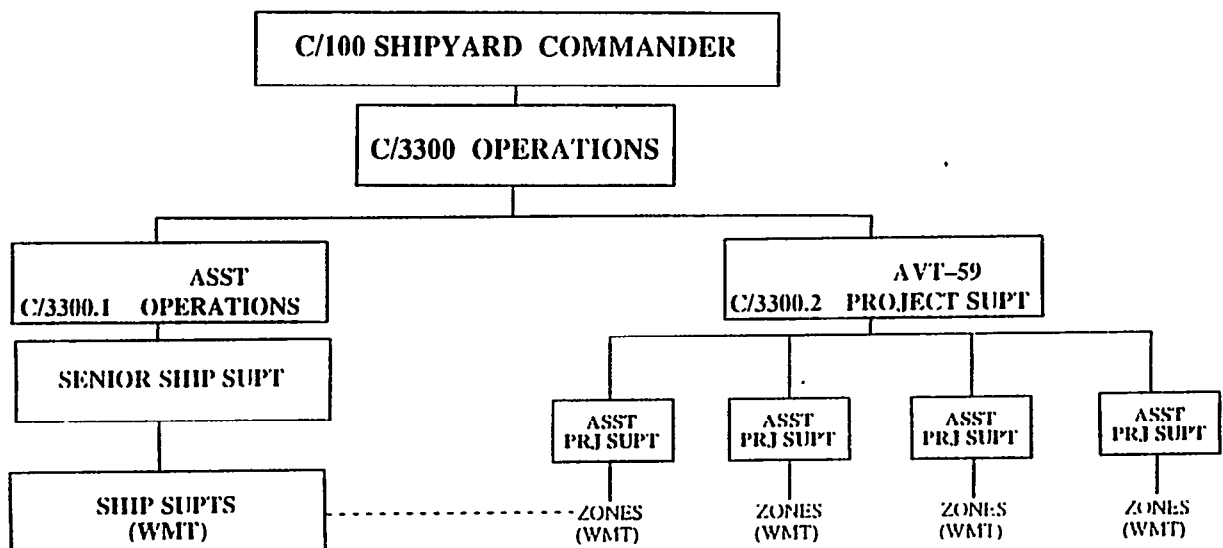 C/100 SHIPYARD COMMANDER
C/3300 OPERATIONS
ASST
C/3300.1 OPERATIONS
AVT-59
C/3300.2 PROJECT SUPT
SENIOR SHIP SUPT
ASST
PRJ SUPT
ASST
PRJ SUPT
ASST
PRJ SUPT
ASST
PRJ SUPT
SHIP SUPTS
(WMT)
ZONES
(WMT)
ZONES
(WMT)
ZONES
(WMT)
ZONES
(WMT)